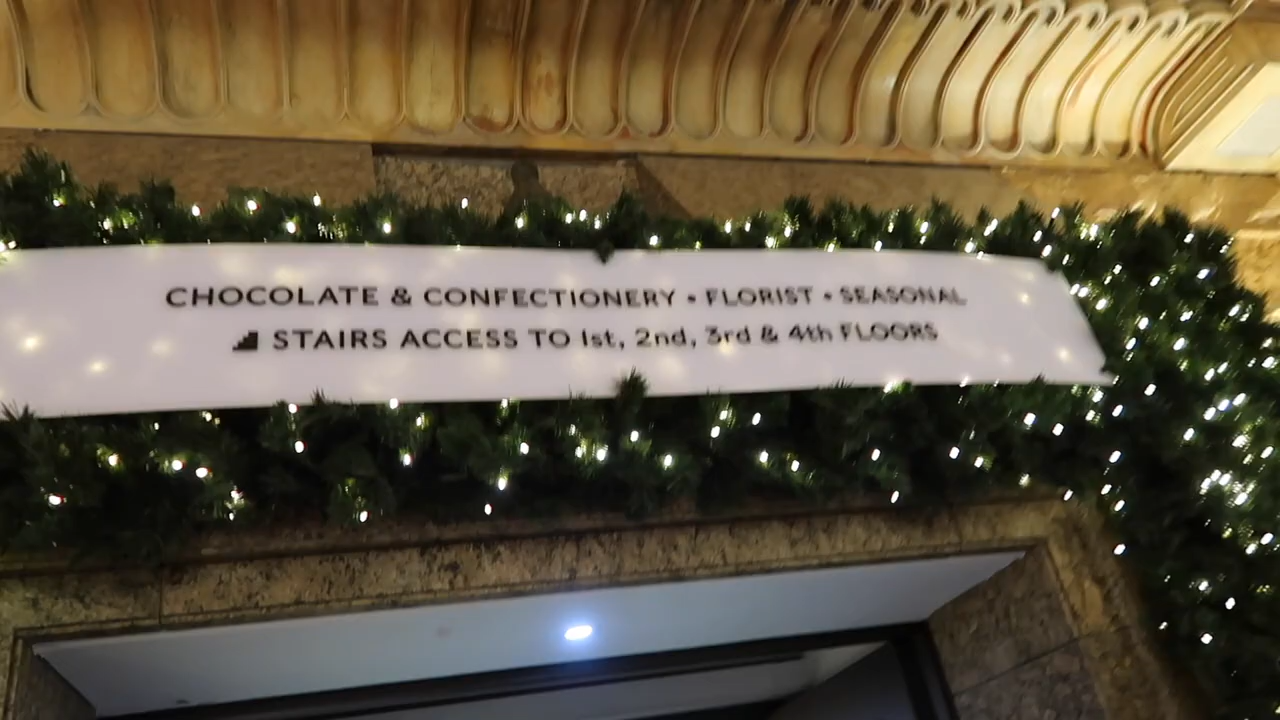 CHOCOLATE & CONFECTIONERY • FLORIST • SEASONAL
STAIRS ACCESS TO 1st, 2nd, 3rd & 4th FLOORS